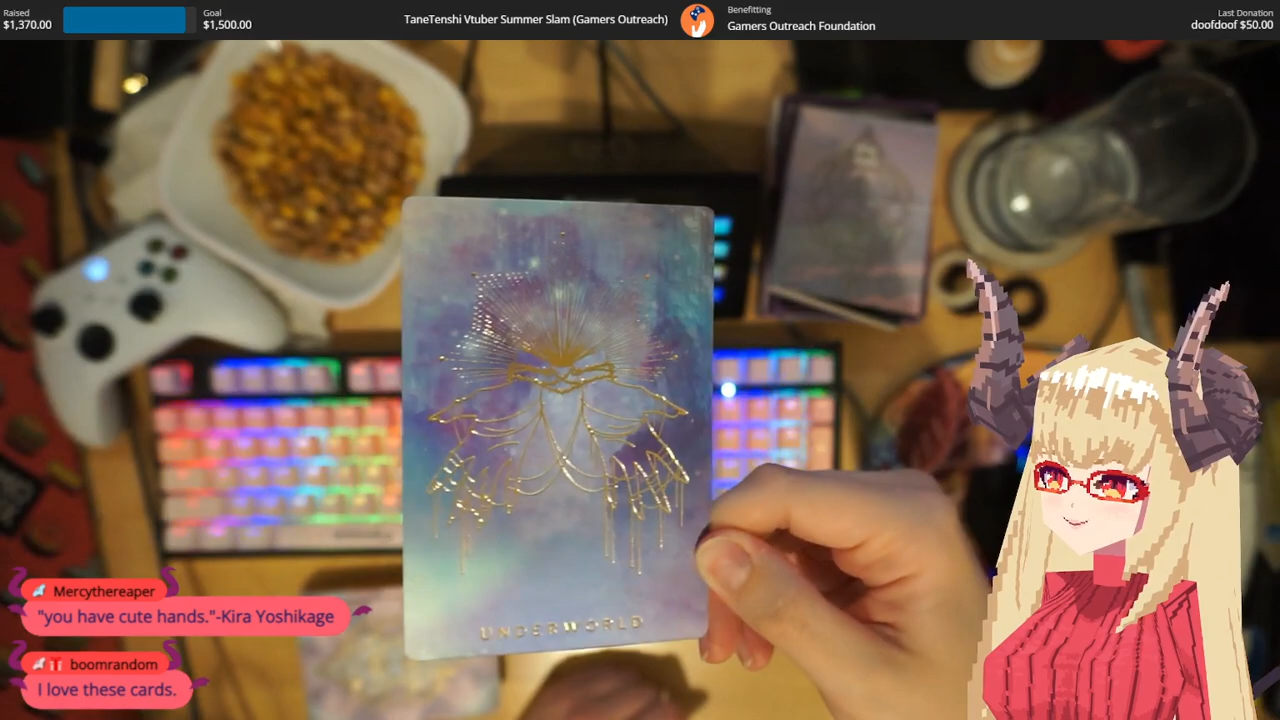 Raised
$1,370.00
Goal
$1,500.00
TaneTenshi Vtuber Summer Slam (Gamers Outreach)
Benefitting
Gamers Outreach Foundation
Last Donation
doofdoof $50.00
UNDERWORLD
Mercythereaper
"you have cute hands."-Kira Yoshikage
boomrandom
I love these cards.